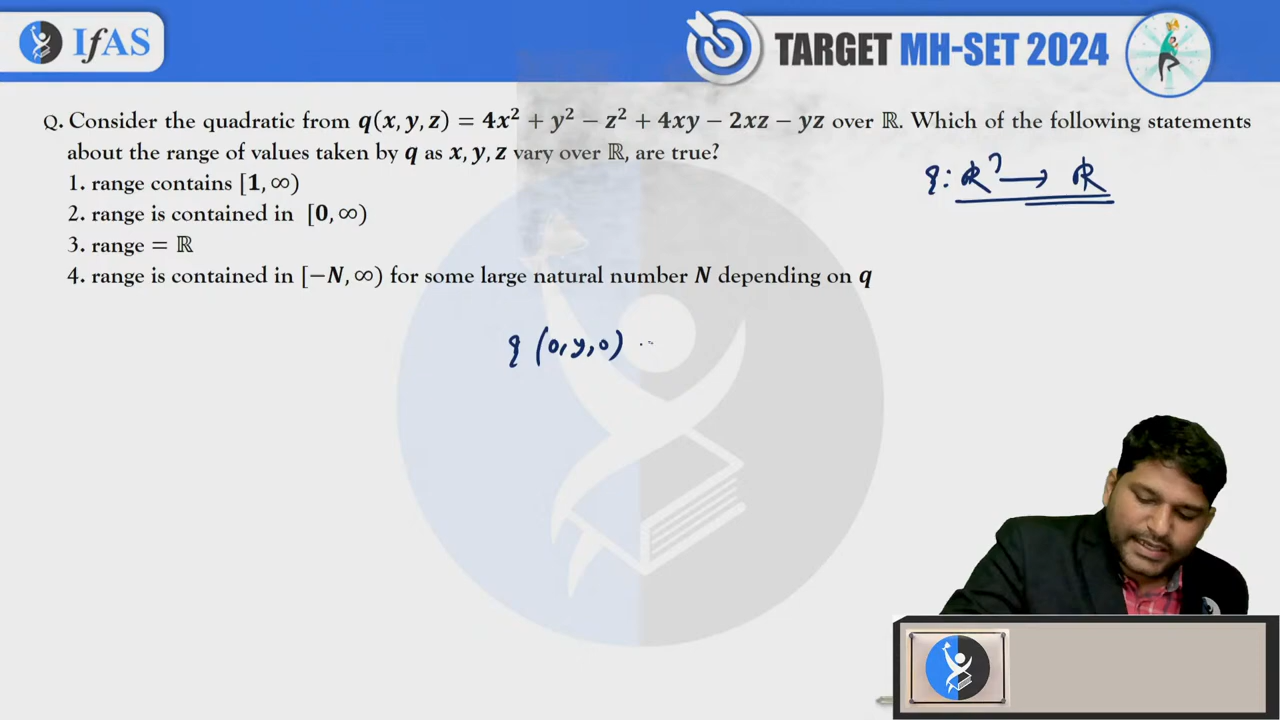 IfAS
TARGET MH-SET 2024
Q. Consider the quadratic from q(x, y, z) = 4x² + y² − z² + 4xy − 2xz − yz over ℝ. Which of the following statements
about the range of values taken by q as x, y, z vary over ℝ, are true?
q: ℝ³ → ℝ
1. range contains [1, ∞)
2. range is contained in [0, ∞)
3. range = ℝ
4. range is contained in [−N, ∞) for some large natural number N depending on q
q (0, y, 0)